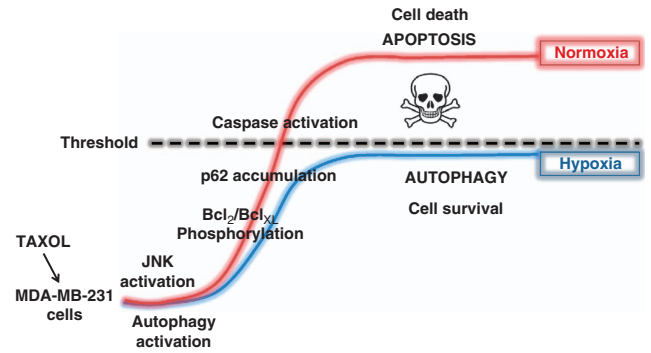 Cell death
APOPTOSIS
Normoxia
Caspase activation
Threshold
Hypoxia
p62 accumulation
AUTOPHAGY
Cell survival
Bcl2/BclXL
Phosphorylation
TAXOL
JNK
activation
MDA-MB-231
cells
Autophagy
activation